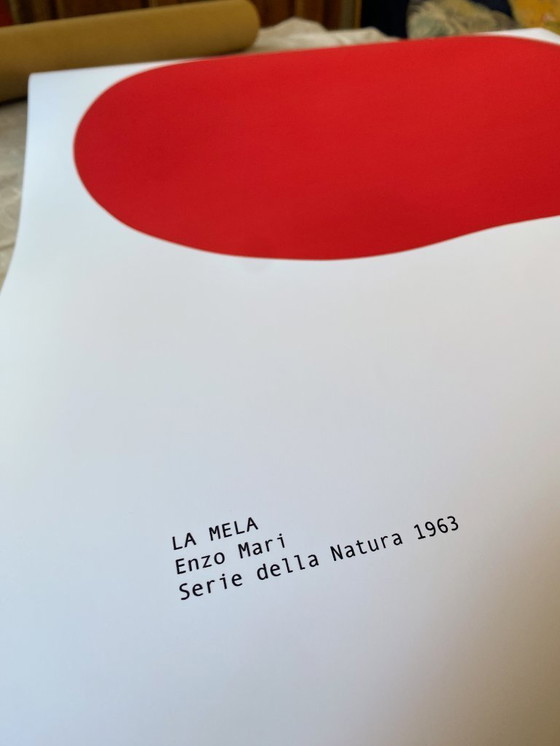 LA MELA
Enzo Mari
Serie della Natura 1963